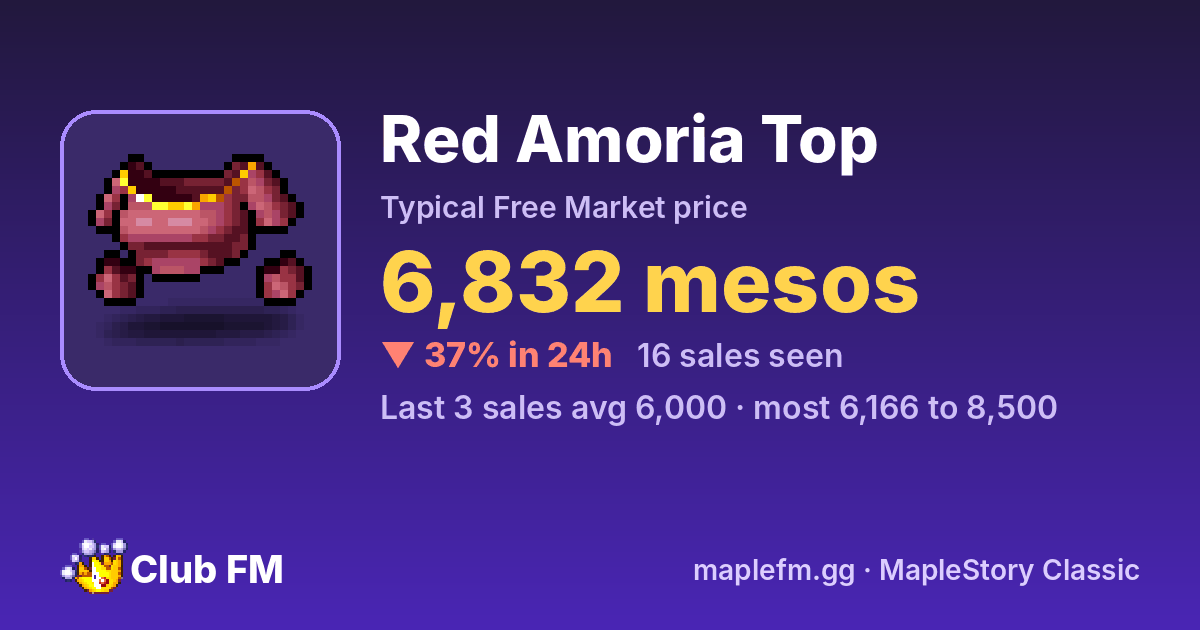 Red Amoria Top
Typical Free Market price
6,832 mesos
▼ 37% in 24h 16 sales seen
Last 3 sales avg 6,000 · most 6,166 to 8,500
Club FM
maplefm.gg · MapleStory Classic